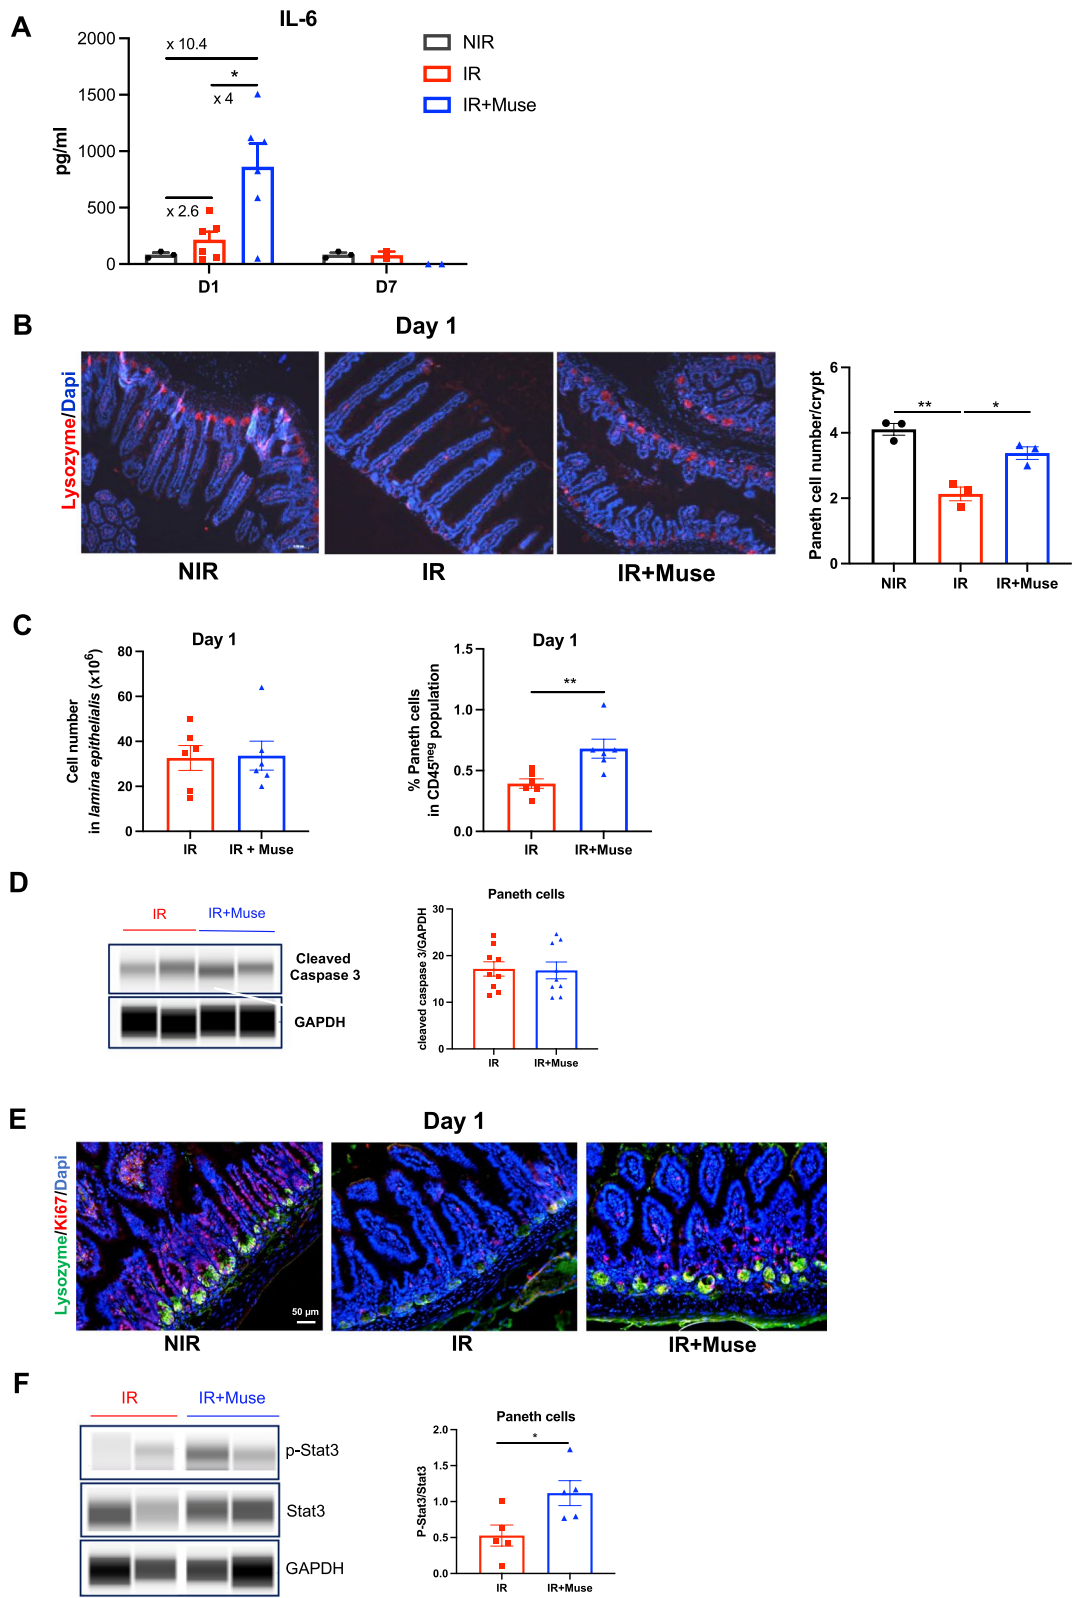 A
IL-6
2000
1500
1000
500
0
pg/ml
x 10.4
*
x 4
x 2.6
D1
D7
NIR
IR
IR+Muse
B
Day 1
Lysozyme/Dapi
NIR
IR
IR+Muse
Paneth cell number/crypt
6
4
2
0
**
*
NIR
IR
IR+Muse
C
Day 1
Cell number
in lamina epithelialis (x10⁶)
80
60
40
20
0
IR
IR + Muse
Day 1
% Paneth cells
in CD45ⁿᵉᵍ population
1.5
1.0
0.5
0.0
**
IR
IR+Muse
D
IR
IR+Muse
Cleaved
Caspase 3
GAPDH
Paneth cells
cleaved caspase 3/GAPDH
30
20
10
0
IR
IR+Muse
E
Day 1
Lysozyme/Ki67/Dapi
50 µm
NIR
IR
IR+Muse
F
IR
IR+Muse
p-Stat3
Stat3
GAPDH
Paneth cells
P-Stat3/Stat3
2.0
1.5
1.0
0.5
0.0
*
IR
IR+Muse